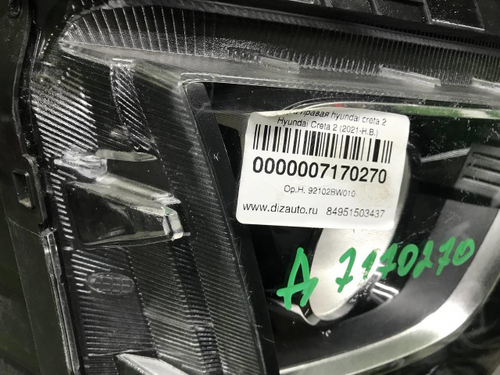 правая hyundai creta 2
Hyundai Creta 2 (2021-н.в.)
0000007170270
Ор.Н. 92102BW010
www.dizauto.ru 84951503437
Д 7170270